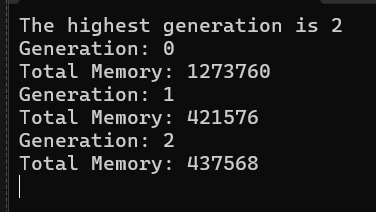 The highest generation is 2
Generation: 0
Total Memory: 1273760
Generation: 1
Total Memory: 421576
Generation: 2
Total Memory: 437568